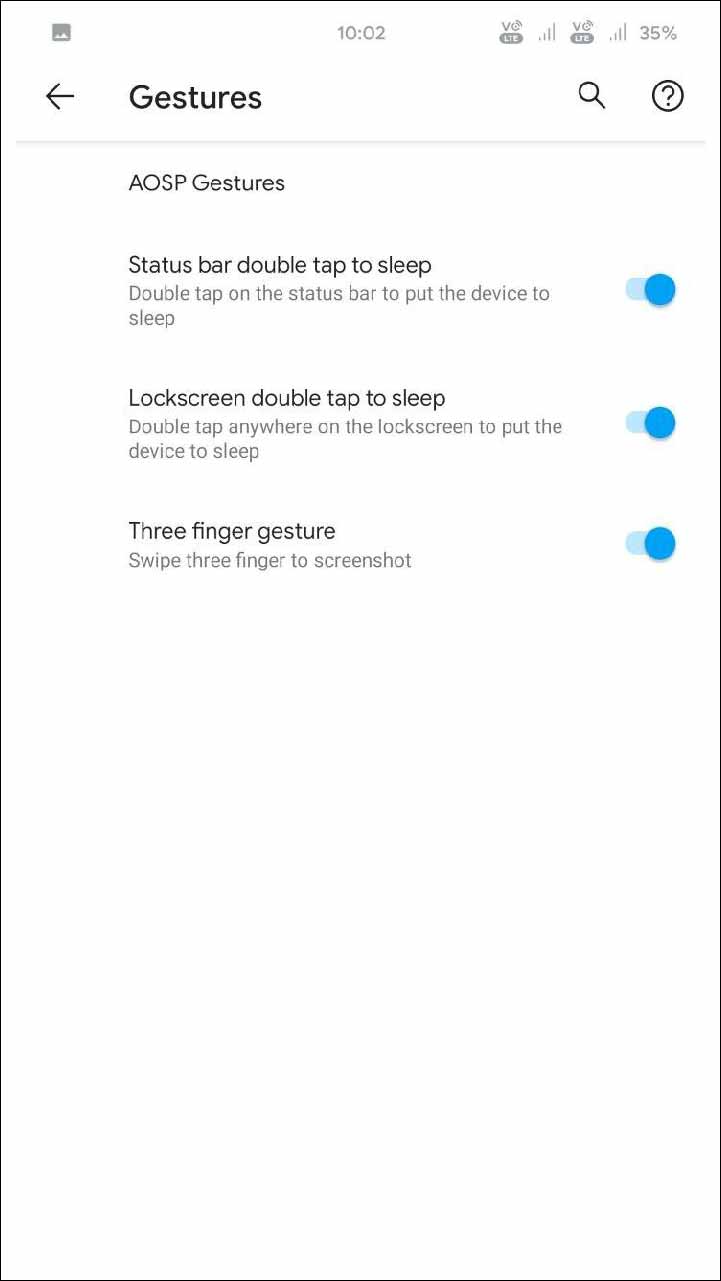 10:02 Vo LTE Vo LTE 35%
Gestures
AOSP Gestures
Status bar double tap to sleep
Double tap on the status bar to put the device to
sleep
Lockscreen double tap to sleep
Double tap anywhere on the lockscreen to put the
device to sleep
Three finger gesture
Swipe three finger to screenshot